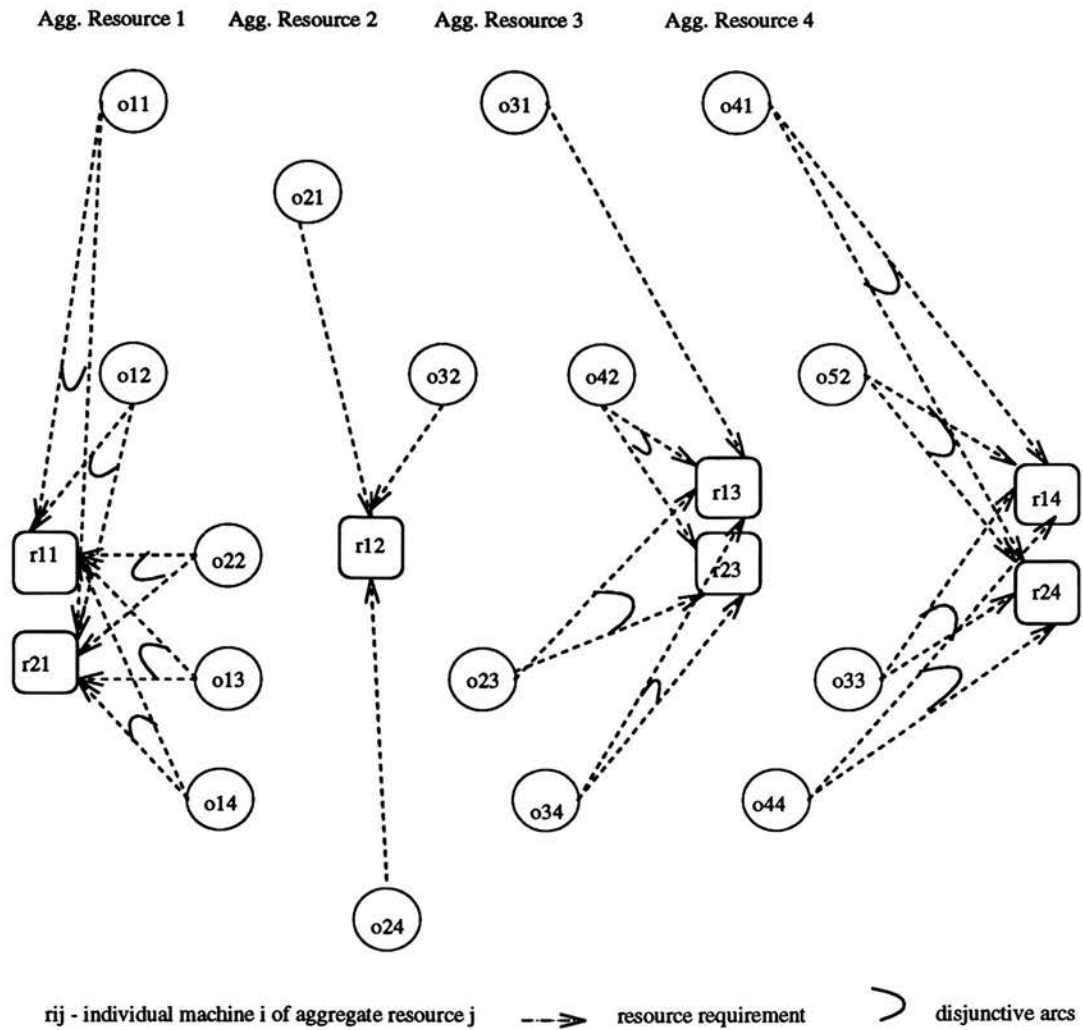 Agg. Resource 1 Agg. Resource 2 Agg. Resource 3 Agg. Resource 4
o11 o31 o41
o21
o12 o32 o42 o52
r13 r14
r11 o22 r12
r23 r24
r21 o13 o23 o33
o14 o34 o44
o24
rij - individual machine i of aggregate resource j resource requirement disjunctive arcs